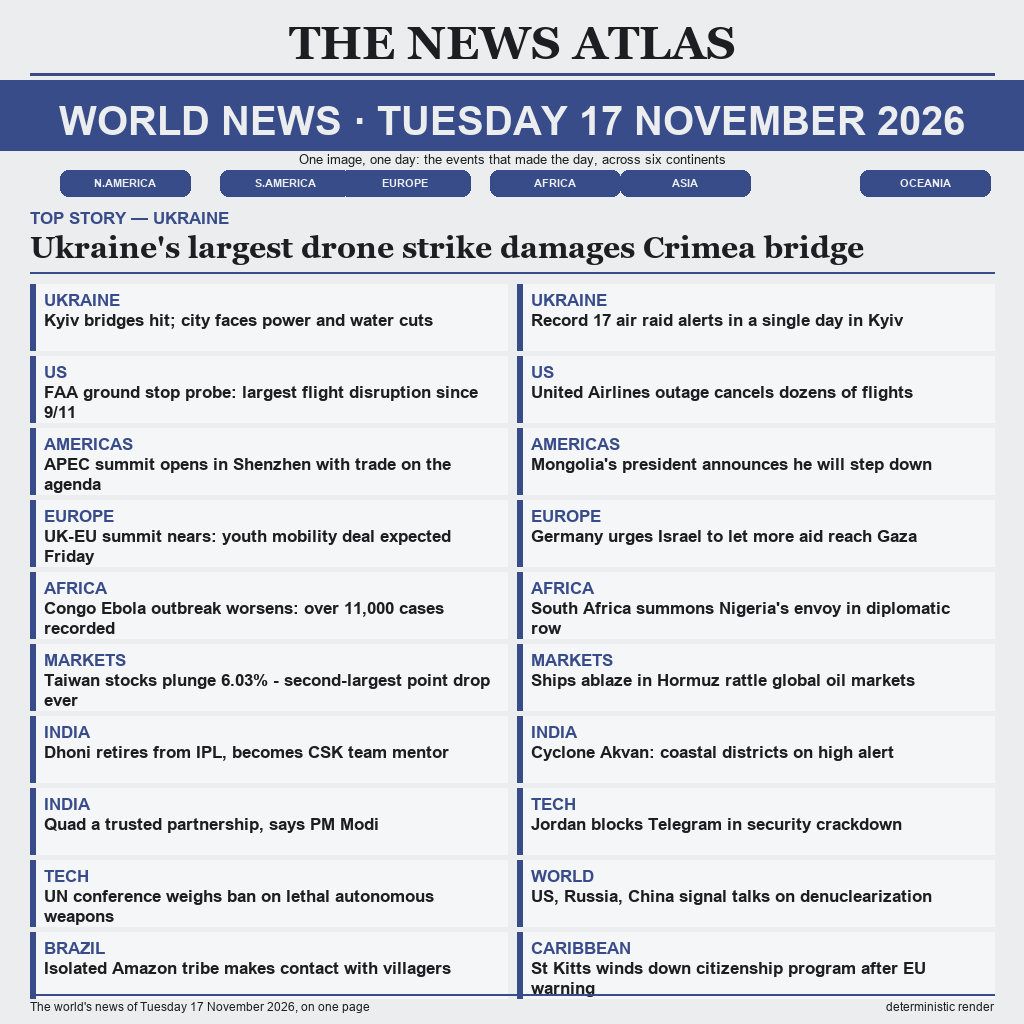 THE NEWS ATLAS
WORLD NEWS · TUESDAY 17 NOVEMBER 2026
One image, one day: the events that made the day, across six continents
N.AMERICA
S.AMERICA
EUROPE
AFRICA
ASIA
OCEANIA
TOP STORY — UKRAINE
Ukraine's largest drone strike damages Crimea bridge
UKRAINE
Kyiv bridges hit; city faces power and water cuts
UKRAINE
Record 17 air raid alerts in a single day in Kyiv
US
FAA ground stop probe: largest flight disruption since
9/11
US
United Airlines outage cancels dozens of flights
AMERICAS
APEC summit opens in Shenzhen with trade on the
agenda
AMERICAS
Mongolia's president announces he will step down
EUROPE
UK-EU summit nears: youth mobility deal expected
Friday
EUROPE
Germany urges Israel to let more aid reach Gaza
AFRICA
Congo Ebola outbreak worsens: over 11,000 cases
recorded
AFRICA
South Africa summons Nigeria's envoy in diplomatic
row
MARKETS
Taiwan stocks plunge 6.03% - second-largest point drop
ever
MARKETS
Ships ablaze in Hormuz rattle global oil markets
INDIA
Dhoni retires from IPL, becomes CSK team mentor
INDIA
Cyclone Akvan: coastal districts on high alert
INDIA
Quad a trusted partnership, says PM Modi
TECH
Jordan blocks Telegram in security crackdown
TECH
UN conference weighs ban on lethal autonomous
weapons
WORLD
US, Russia, China signal talks on denuclearization
BRAZIL
Isolated Amazon tribe makes contact with villagers
CARIBBEAN
St Kitts winds down citizenship program after EU
warning
The world's news of Tuesday 17 November 2026, on one page
deterministic render